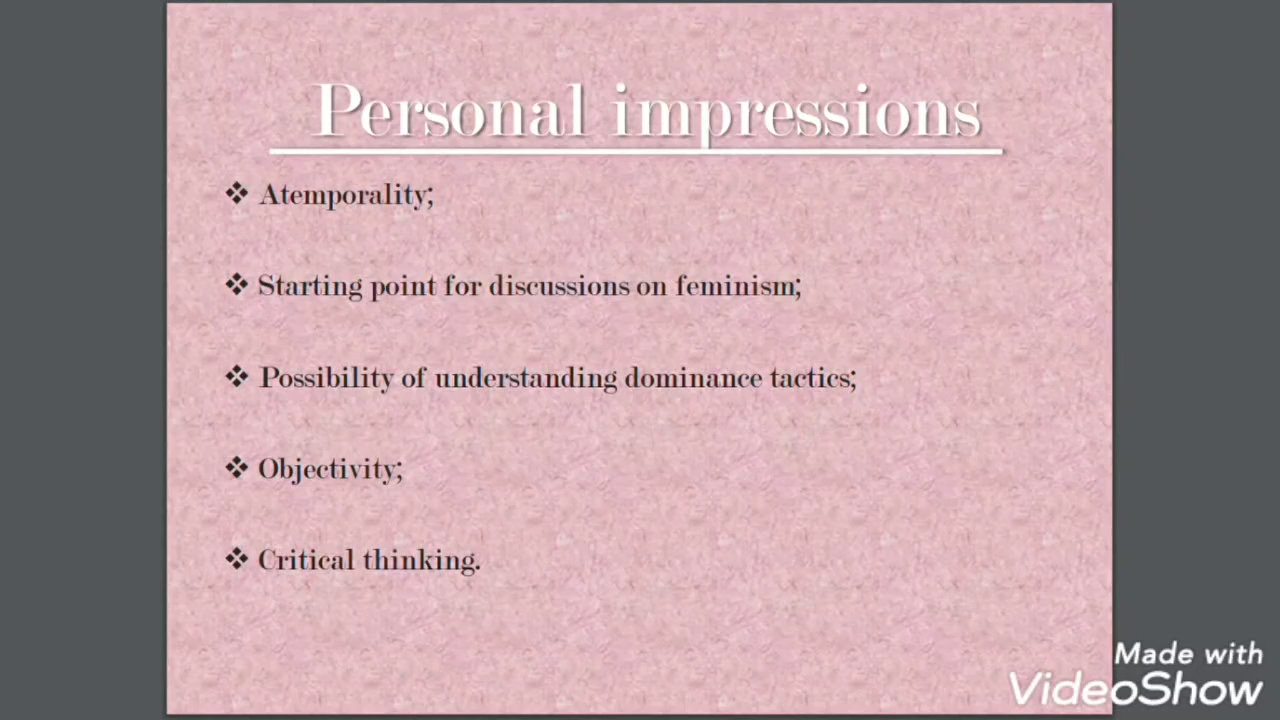 Personal impressions
Atemporality;
Starting point for discussions on feminism;
Possibility of understanding dominance tactics;
Objectivity;
Critical thinking.
Made with
VideoShow